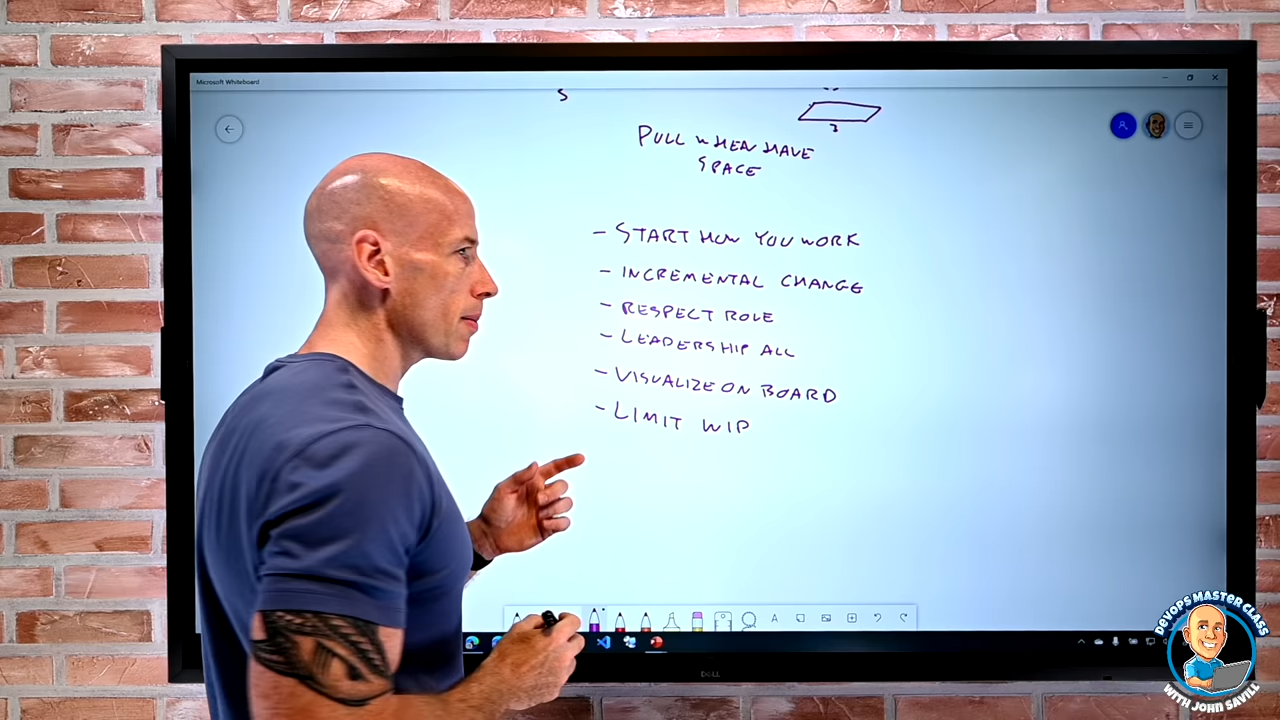 Microsoft Whiteboard
S
3
PULL WHEN HAVE
SPACE
- START HOW YOU WORK
- INCREMENTAL CHANGE
- RESPECT ROLE
- LEADERSHIP ALL
- VISUALIZE ON BOARD
- LIMIT WIP
A
DELL
DEVOPS MASTER CLASS
WITH JOHN SAVILL